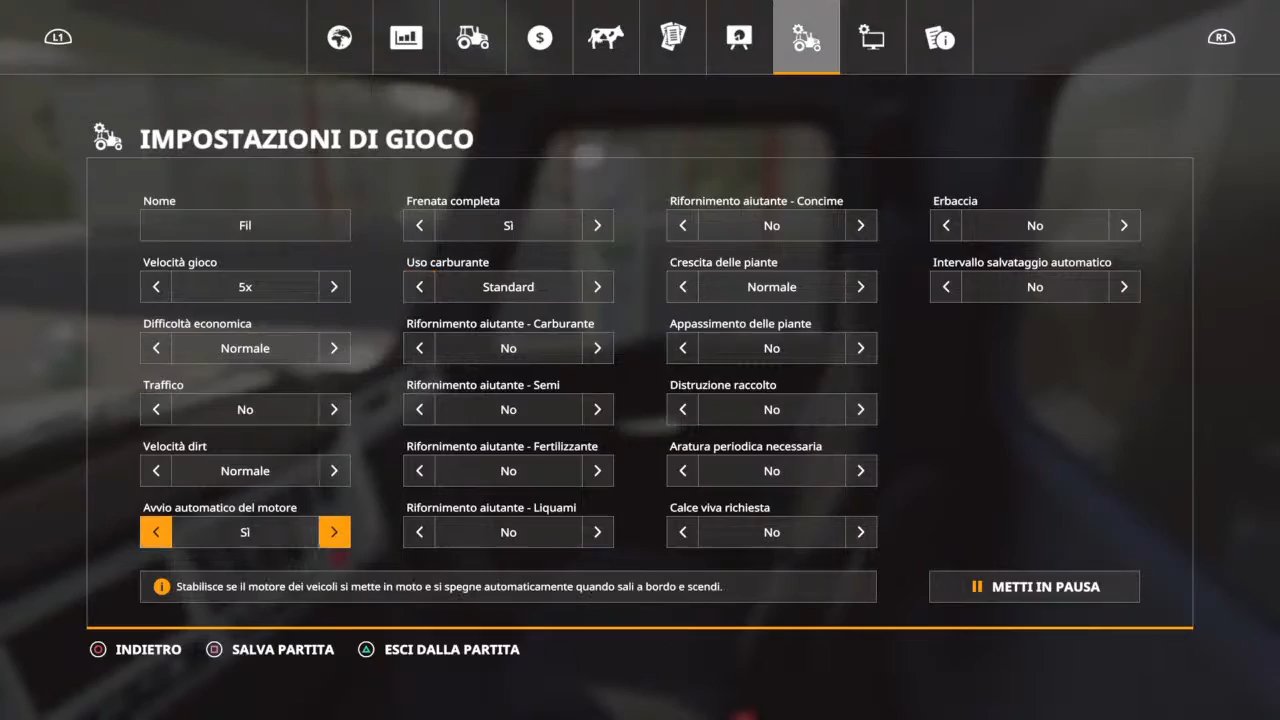 L1
R1
IMPOSTAZIONI DI GIOCO
Nome
Fil
Velocità gioco
5x
Difficoltà economica
Normale
Traffico
No
Velocità dirt
Normale
Avvio automatico del motore
Sì
Frenata completa
Sì
Uso carburante
Standard
Rifornimento aiutante - Carburante
No
Rifornimento aiutante - Semi
No
Rifornimento aiutante - Fertilizzante
No
Rifornimento aiutante - Liquami
No
Rifornimento aiutante - Concime
No
Crescita delle piante
Normale
Appassimento delle piante
No
Distruzione raccolto
No
Aratura periodica necessaria
No
Calce viva richiesta
No
Erbaccia
No
Intervallo salvataggio automatico
No
Stabilisce se il motore dei veicoli si mette in moto e si spegne automaticamente quando sali a bordo e scendi.
METTI IN PAUSA
INDIETRO
SALVA PARTITA
ESCI DALLA PARTITA